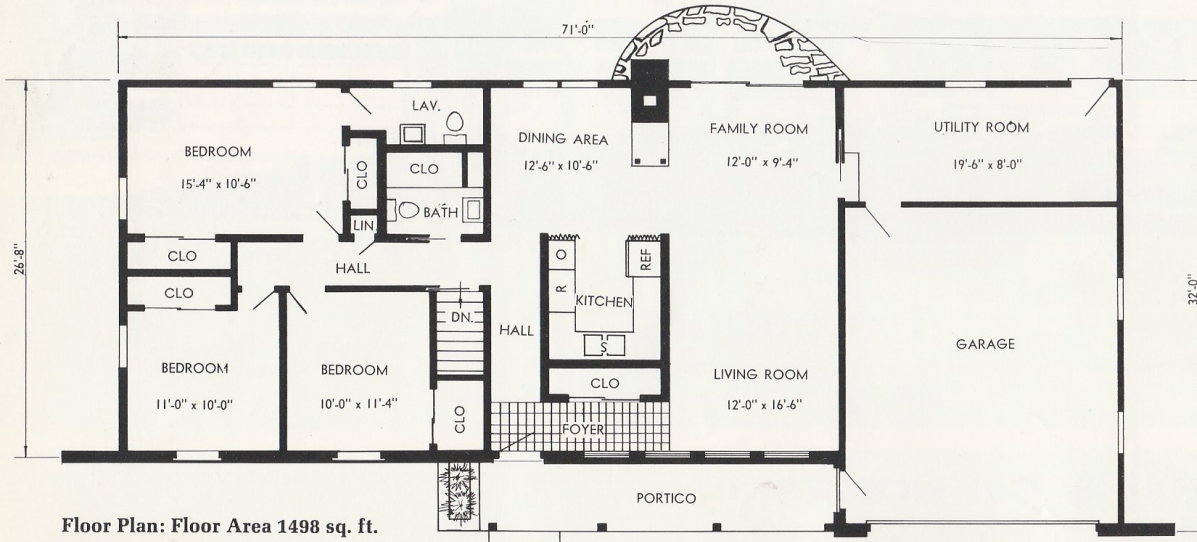 71'-0"
LAV.
DINING AREA
12'-6" x 10'-6"
FAMILY ROOM
12'-0" x 9'-4"
UTILITY ROOM
19'-6" x 8'-0"
BEDROOM
15'-4" x 10'-6"
CLO
CLO
BATH
LIN.
26'-8"
CLO
HALL
CLO
O
REF
R
KITCHEN
S
32'-0"
DN.
HALL
GARAGE
BEDROOM
11'-0" x 10'-0"
BEDROOM
10'-0" x 11'-4"
CLO
CLO
LIVING ROOM
12'-0" x 16'-6"
FOYER
PORTICO
Floor Plan: Floor Area 1498 sq. ft.